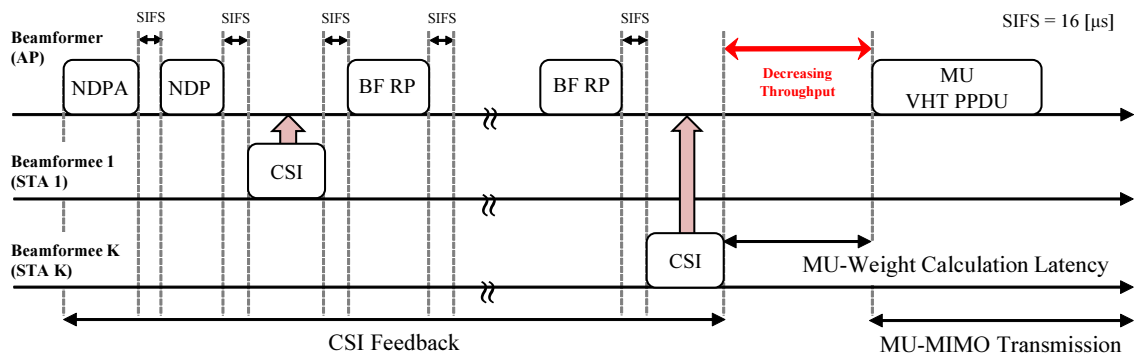 SIFS
SIFS
SIFS
SIFS
SIFS
SIFS = 16 [μs]
Beamformer
(AP)
NDPA
NDP
BF RP
BF RP
Decreasing
Throughput
MU
VHT PPDU
Beamformee 1
(STA 1)
CSI
Beamformee K
(STA K)
CSI
MU-Weight Calculation Latency
CSI Feedback
MU-MIMO Transmission